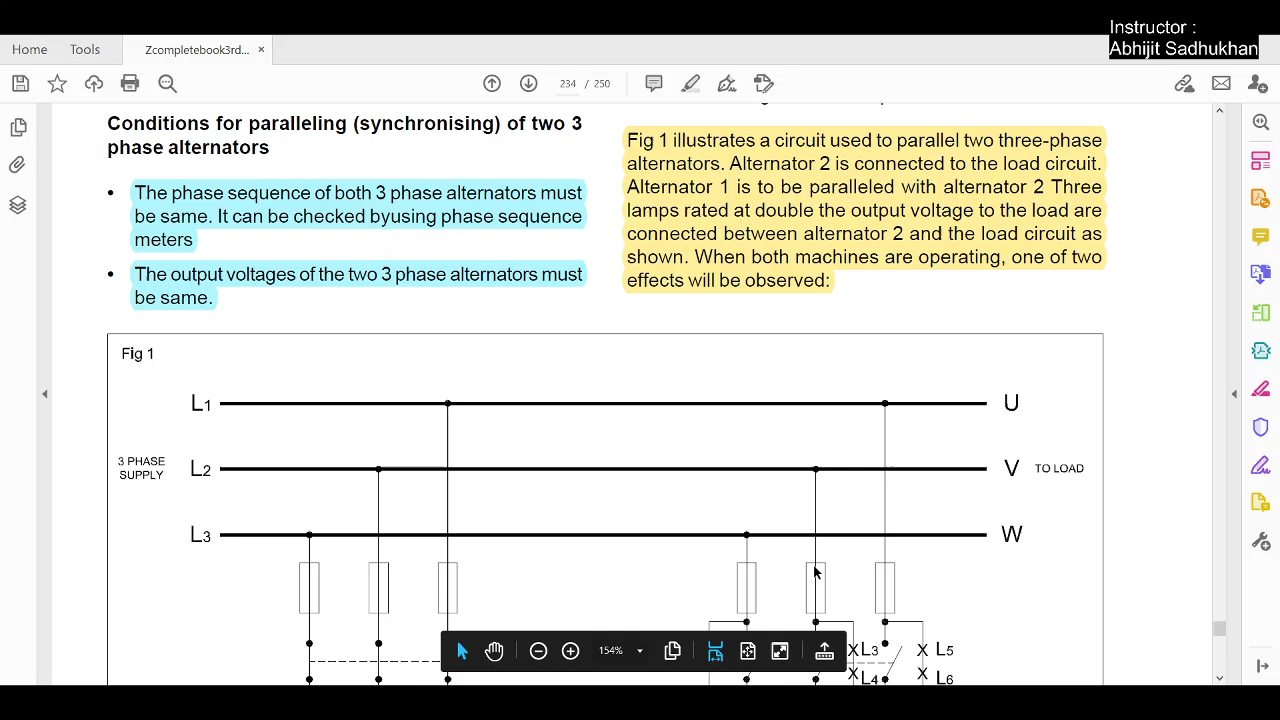 Instructor :
Abhijit Sadhukhan
Home Tools Zcompletebook3rd... ×
234 / 250
Conditions for paralleling (synchronising) of two 3
phase alternators
• The phase sequence of both 3 phase alternators must
be same. It can be checked byusing phase sequence
meters
• The output voltages of the two 3 phase alternators must
be same.
Fig 1 illustrates a circuit used to parallel two three-phase
alternators. Alternator 2 is connected to the load circuit.
Alternator 1 is to be paralleled with alternator 2 Three
lamps rated at double the output voltage to the load are
connected between alternator 2 and the load circuit as
shown. When both machines are operating, one of two
effects will be observed:
Fig 1
L1 U
3 PHASE
SUPPLY
L2 V TO LOAD
L3 W
154%
L3 L5
L4 L6